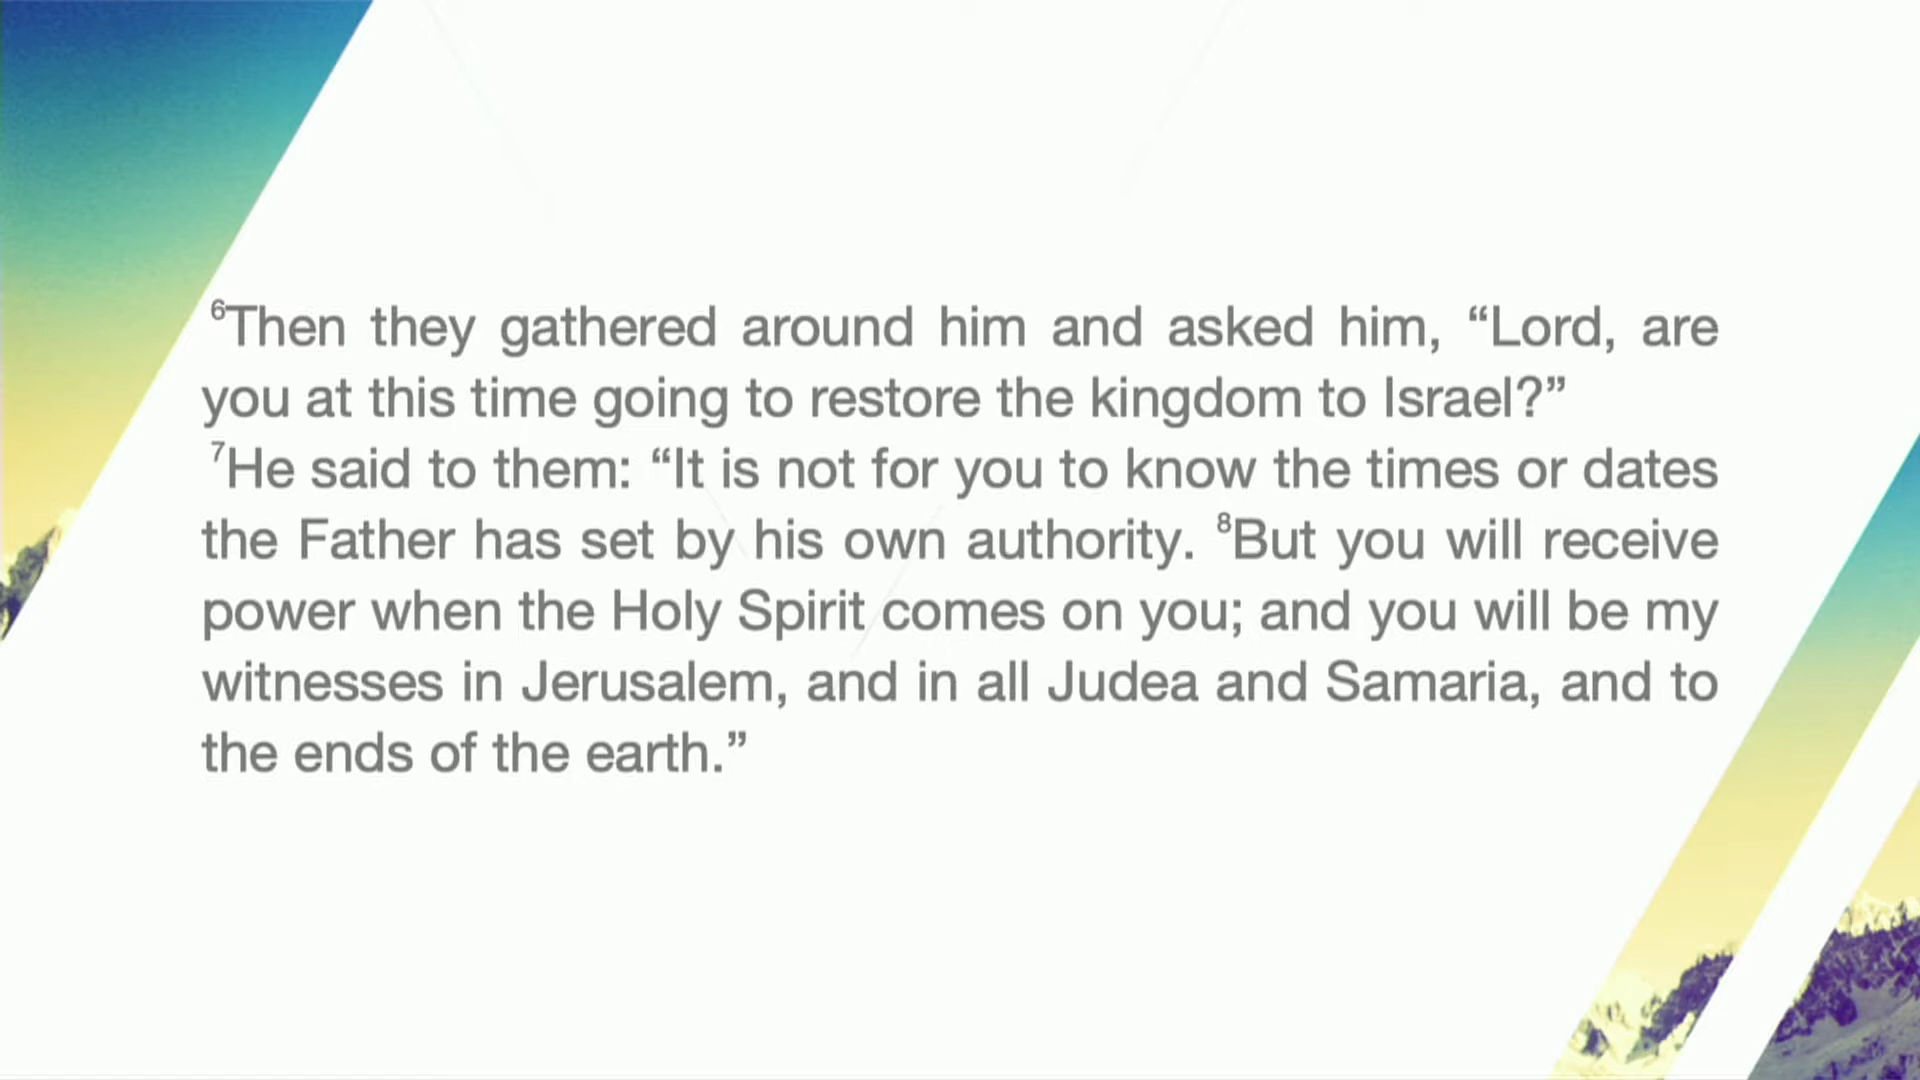 ⁶Then they gathered around him and asked him, “Lord, are
you at this time going to restore the kingdom to Israel?”
⁷He said to them: “It is not for you to know the times or dates
the Father has set by his own authority. ⁸But you will receive
power when the Holy Spirit comes on you; and you will be my
witnesses in Jerusalem, and in all Judea and Samaria, and to
the ends of the earth.”